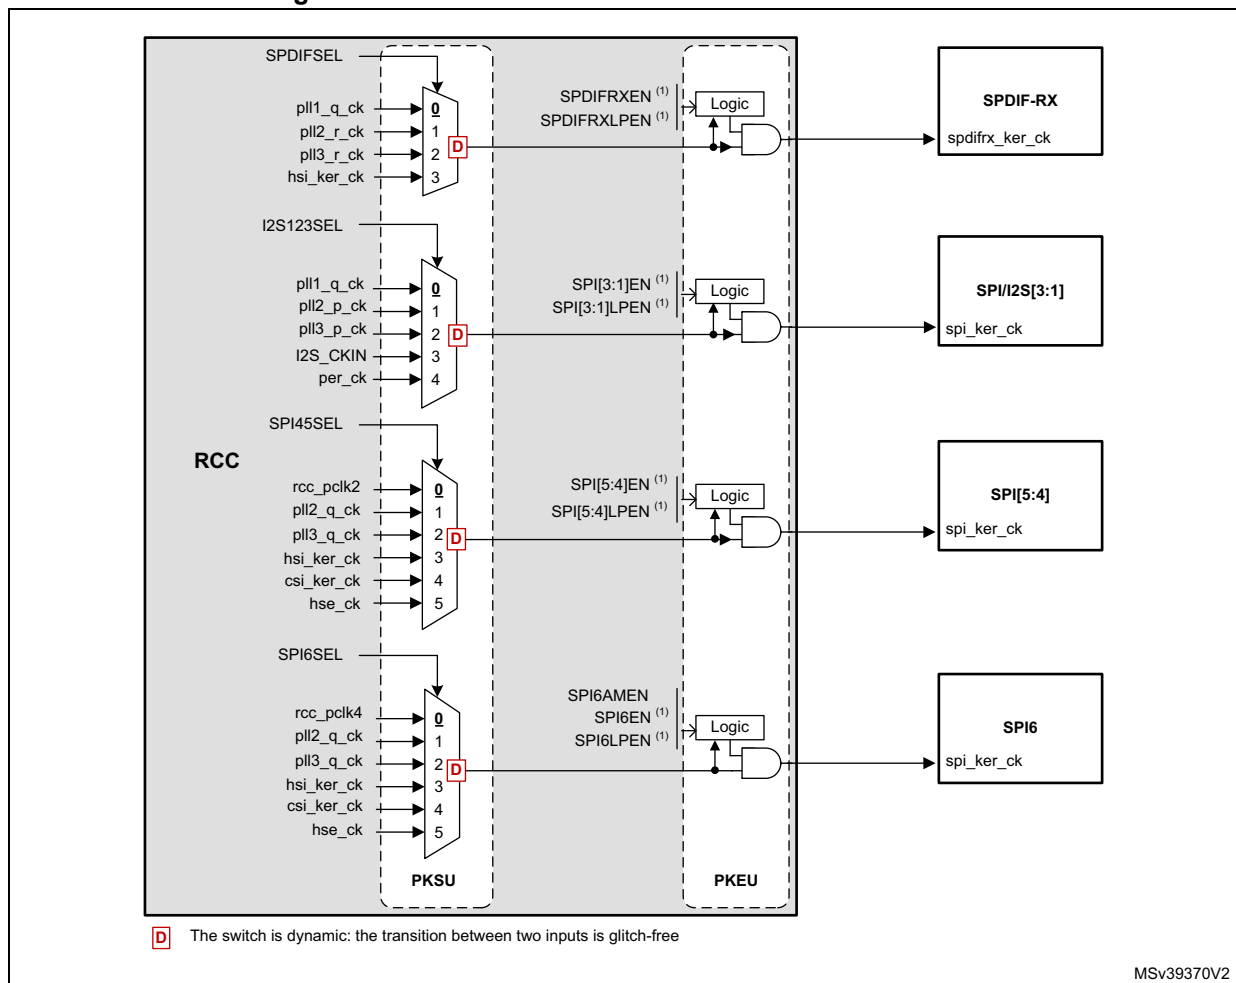 g
SPDIFSEL
pll1_q_ck
pll2_r_ck
pll3_r_ck
hsi_ker_ck
0
1
2
3
D
SPDIFRXEN (1)
SPDIFRXLPEN (1)
Logic
SPDIF-RX
spdifrx_ker_ck
I2S123SEL
pll1_q_ck
pll2_p_ck
pll3_p_ck
I2S_CKIN
per_ck
0
1
2
3
4
D
SPI[3:1]EN (1)
SPI[3:1]LPEN (1)
Logic
SPI/I2S[3:1]
spi_ker_ck
RCC
SPI45SEL
rcc_pclk2
pll2_q_ck
pll3_q_ck
hsi_ker_ck
csi_ker_ck
hse_ck
0
1
2
3
4
5
D
SPI[5:4]EN (1)
SPI[5:4]LPEN (1)
Logic
SPI[5:4]
spi_ker_ck
SPI6SEL
rcc_pclk4
pll2_q_ck
pll3_q_ck
hsi_ker_ck
csi_ker_ck
hse_ck
0
1
2
3
4
5
D
SPI6AMEN
SPI6EN (1)
SPI6LPEN (1)
Logic
SPI6
spi_ker_ck
PKSU
PKEU
D The switch is dynamic: the transition between two inputs is glitch-free
MSv39370V2